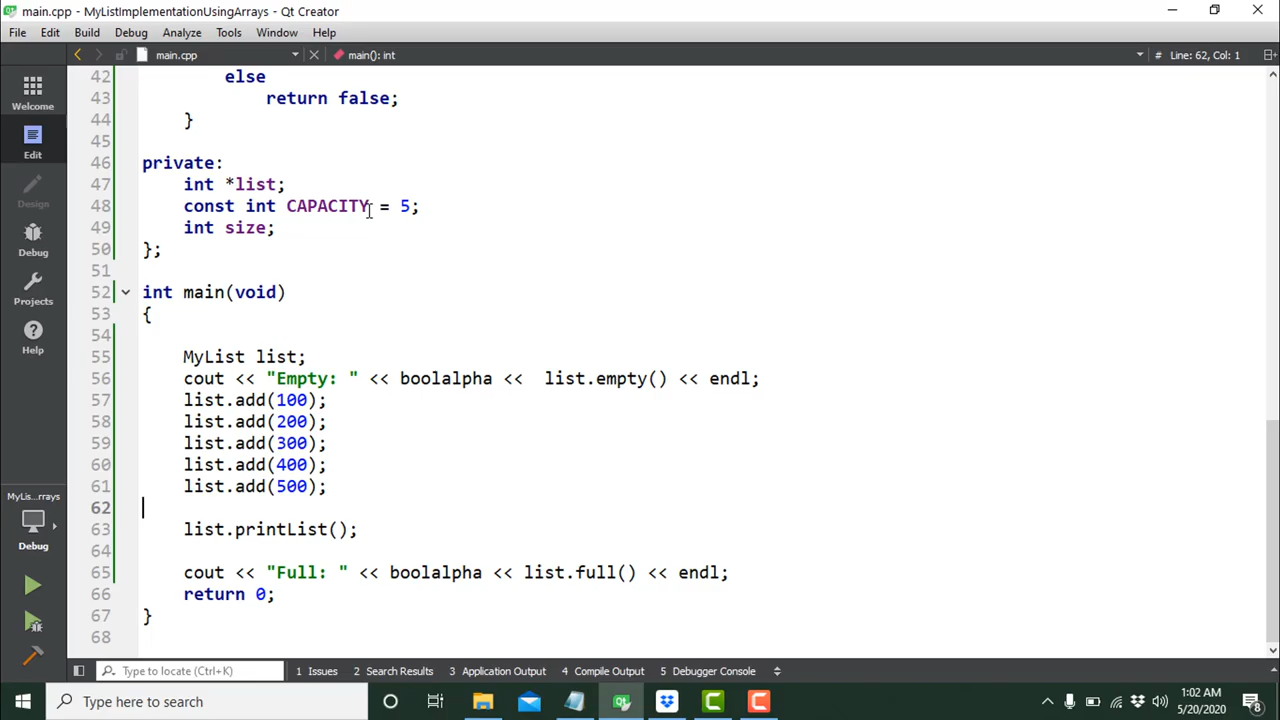 main.cpp - MyListImplementationUsingArrays - Qt Creator
File Edit Build Debug Analyze Tools Window Help
main.cpp main(): int # Line: 62, Col: 1
Welcome
Edit
Design
Debug
Projects
Help
MyLis...rrays
Debug
42 else
43 return false;
44 }
45
46 private:
47 int *list;
48 const int CAPACITY = 5;
49 int size;
50 };
51
52 int main(void)
53 {
54
55 MyList list;
56 cout << "Empty: " << boolalpha <<  list.empty() << endl;
57 list.add(100);
58 list.add(200);
59 list.add(300);
60 list.add(400);
61 list.add(500);
62
63 list.printList();
64
65 cout << "Full: " << boolalpha << list.full() << endl;
66 return 0;
67 }
68
Type to locate (Ctrl+K) 1 Issues 2 Search Results 3 Application Output 4 Compile Output 5 Debugger Console
Type here to search
1:02 AM
5/20/2020
8